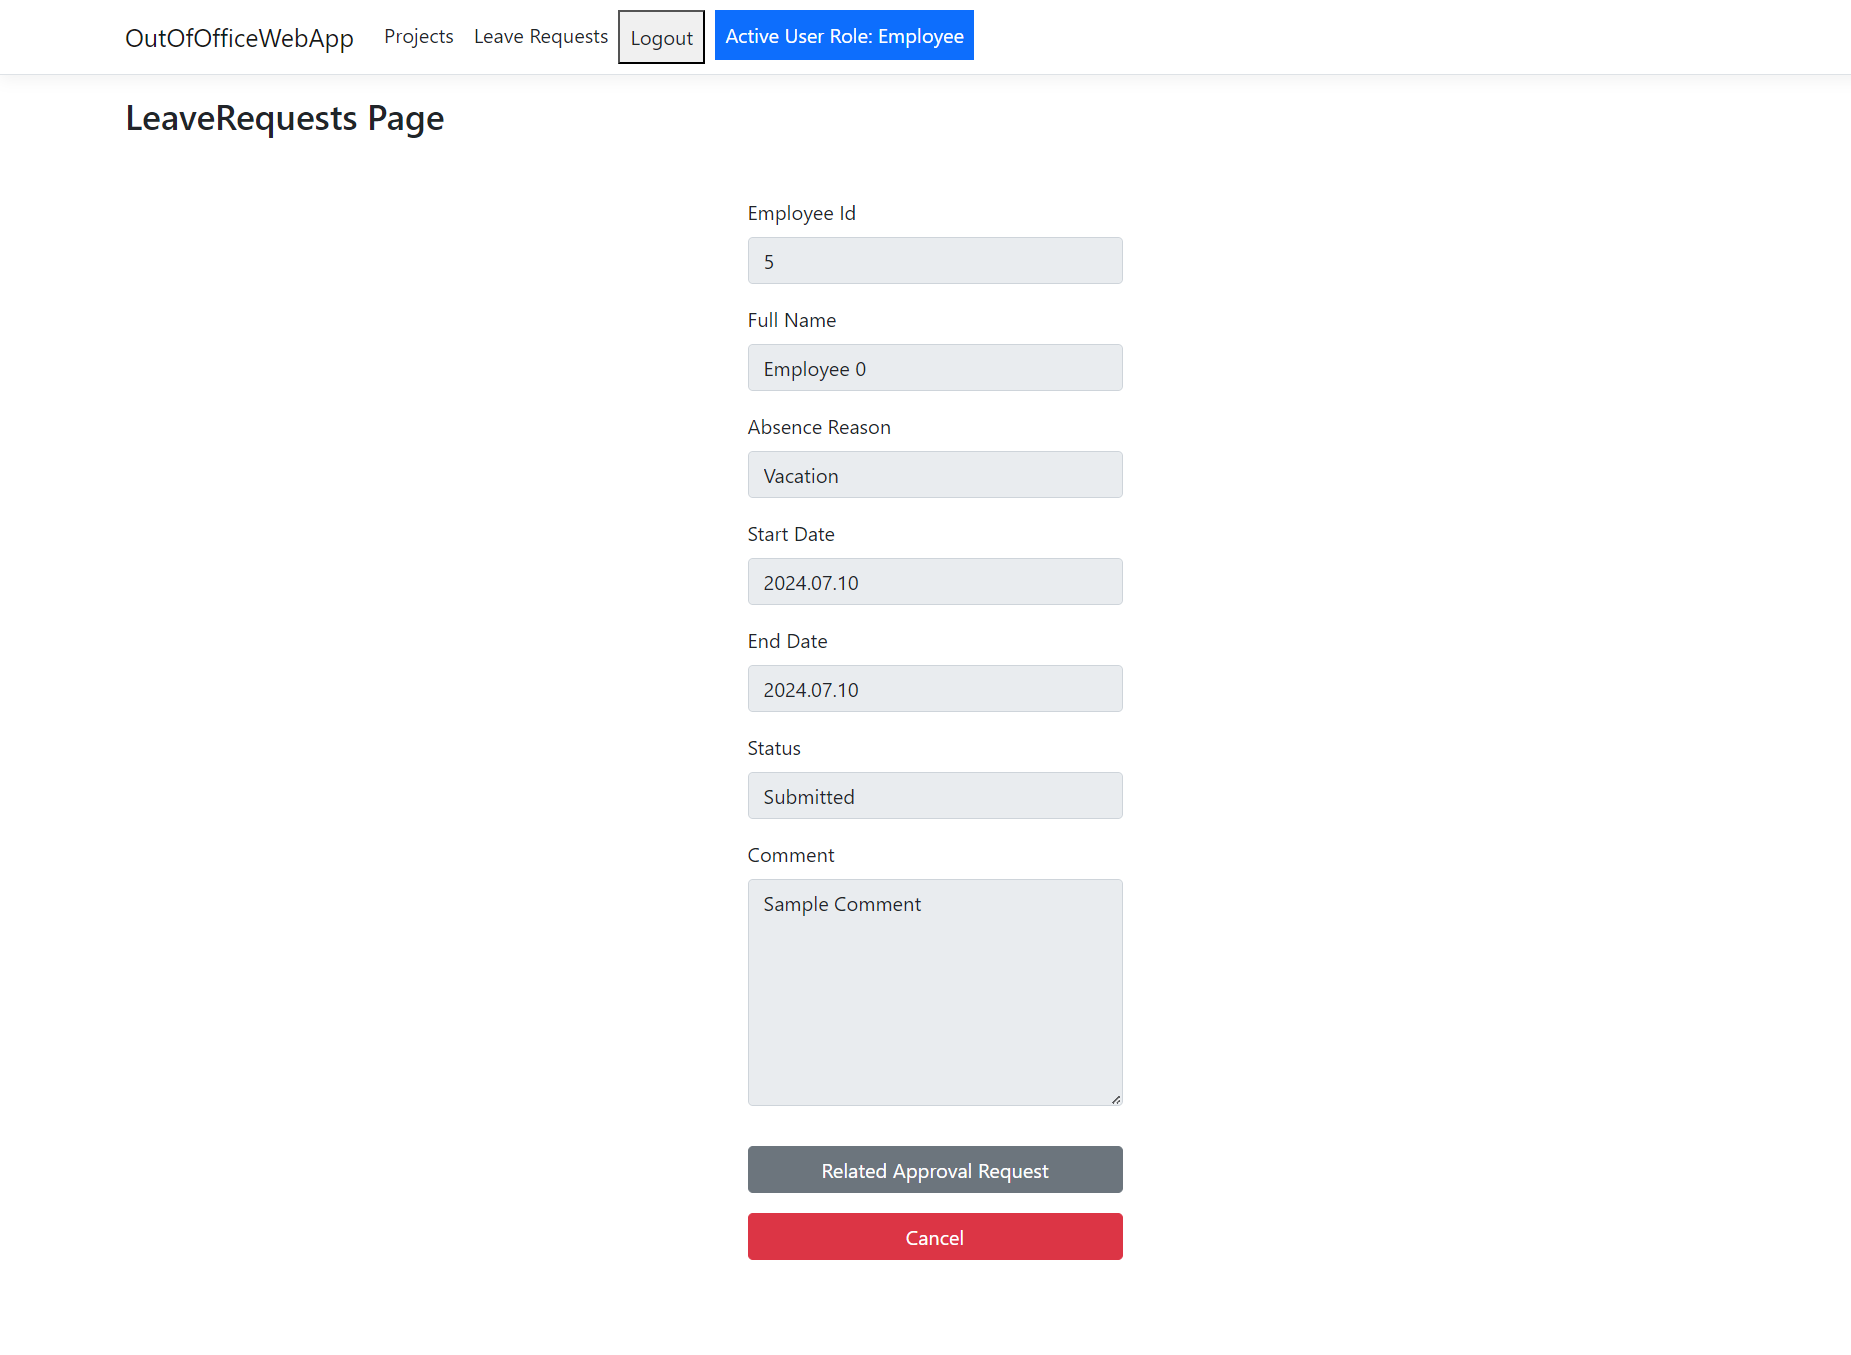 OutOfOfficeWebApp Projects Leave Requests Logout Active User Role: Employee
LeaveRequests Page
Employee Id
5
Full Name
Employee 0
Absence Reason
Vacation
Start Date
2024.07.10
End Date
2024.07.10
Status
Submitted
Comment
Sample Comment
Related Approval Request
Cancel